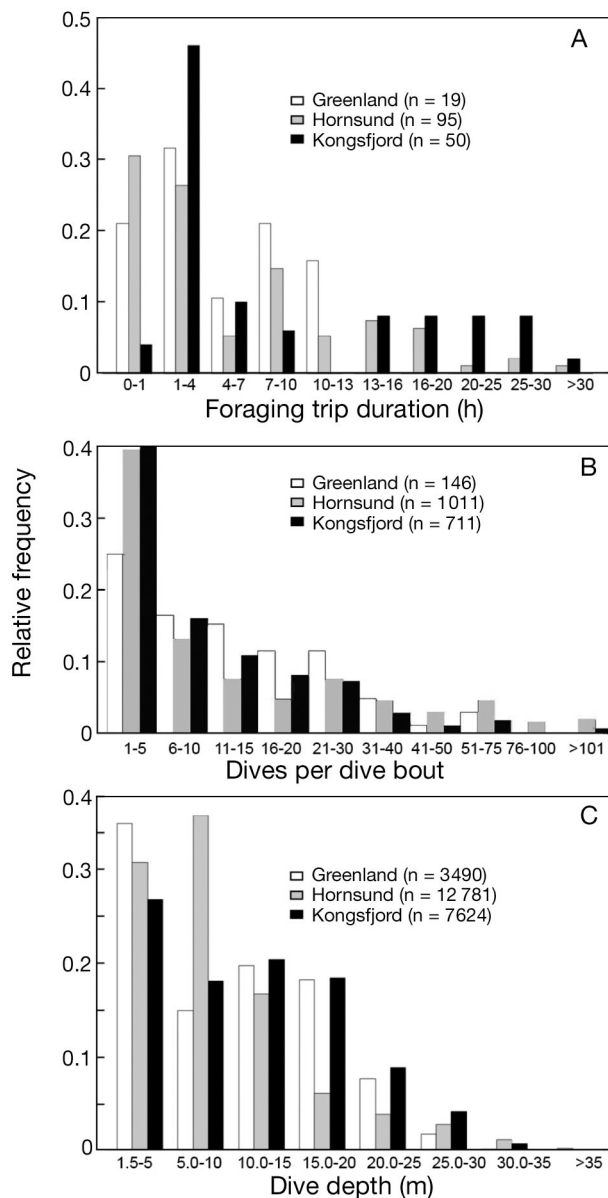 0.5
A
0.4
Greenland (n = 19)
Hornsund (n = 95)
Kongsfjord (n = 50)
0.3
0.2
0.1
0
0-1 1-4 4-7 7-10 10-13 13-16 16-20 20-25 25-30 >30
Foraging trip duration (h)
Relative frequency
0.4
B
Greenland (n = 146)
Hornsund (n = 1011)
Kongsfjord (n = 711)
0.3
0.2
0.1
0
1-5 6-10 11-15 16-20 21-30 31-40 41-50 51-75 76-100 >101
Dives per dive bout
0.4
C
Greenland (n = 3490)
Hornsund (n = 12 781)
Kongsfjord (n = 7624)
0.3
0.2
0.1
0
1.5-5 5.0-10 10.0-15 15.0-20 20.0-25 25.0-30 30.0-35 >35
Dive depth (m)